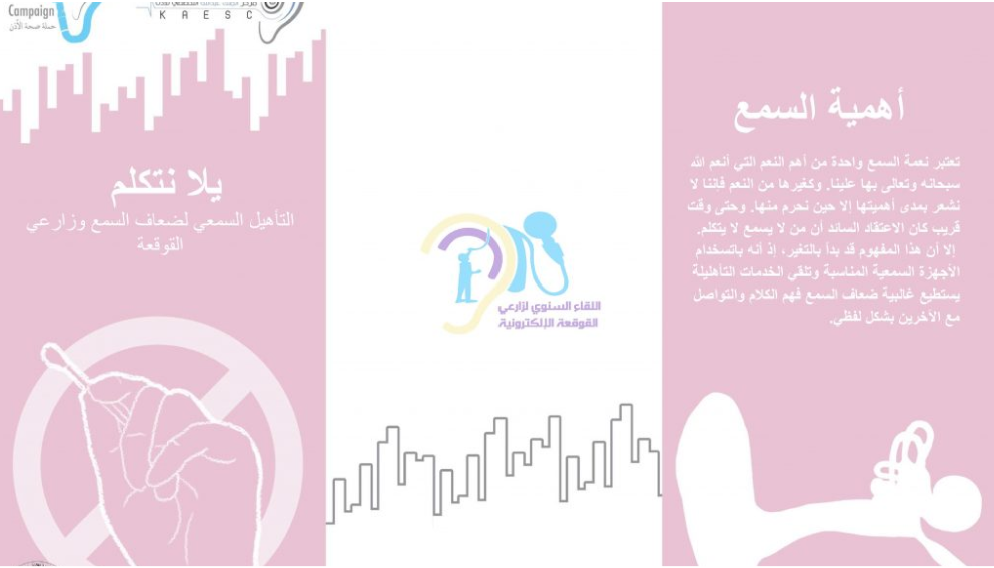 Campaign
حملة صحة الأذن
K A E S C
يلا نتكلم
التأهيل السمعي لضعاف السمع وزارعي
القوقعة
اللقاء السنوي لزارعي
القوقعة الإلكترونية
أهمية السمع
تعتبر نعمة السمع واحدة من أهم النعم التي أنعم الله
سبحانه وتعالى بها علينا. وكغيرها من النعم فإننا لا
نشعر بمدى أهميتها إلا حين نحرم منها. وحتى وقت
قريب كان الاعتقاد السائد أن من لا يسمع لا يتكلم.
إلا أن هذا المفهوم قد بدأ بالتغير، إذ أنه باتسخدام
الأجهزة السمعية المناسبة وتلقي الخدمات التأهليلة
يستطيع غالبية ضعاف السمع فهم الكلام والتواصل
مع الآخرين بشكل لفظي.